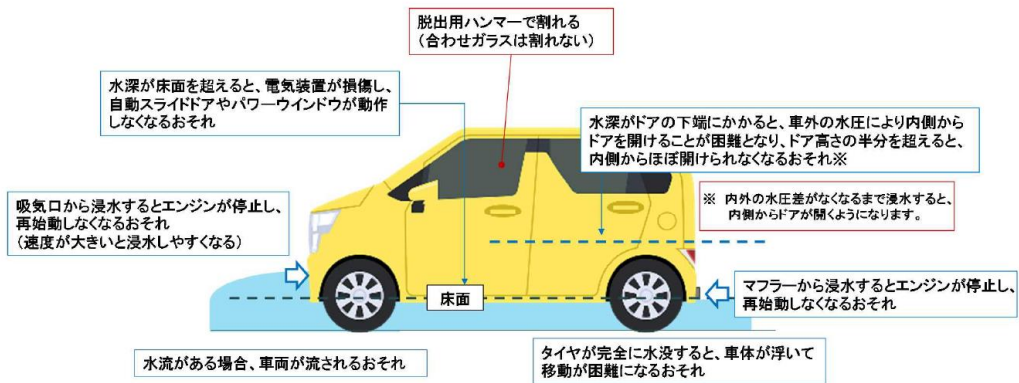 脱出用ハンマーで割れる
(合わせガラスは割れない)
水深が床面を超えると、電気装置が損傷し、
自動スライドドアやパワーウインドウが動作
しなくなるおそれ
水深がドアの下端にかかると、車外の水圧により内側から
ドアを開けることが困難となり、ドア高さの半分を超えると、
内側からほぼ開けられなくなるおそれ※
※ 内外の水圧差がなくなるまで浸水すると、
内側からドアが開くようになります。
吸気口から浸水するとエンジンが停止し、
再始動しなくなるおそれ
(速度が大きいと浸水しやすくなる)
床面
マフラーから浸水するとエンジンが停止し、
再始動しなくなるおそれ
水流がある場合、車両が流されるおそれ
タイヤが完全に水没すると、車体が浮いて
移動が困難になるおそれ